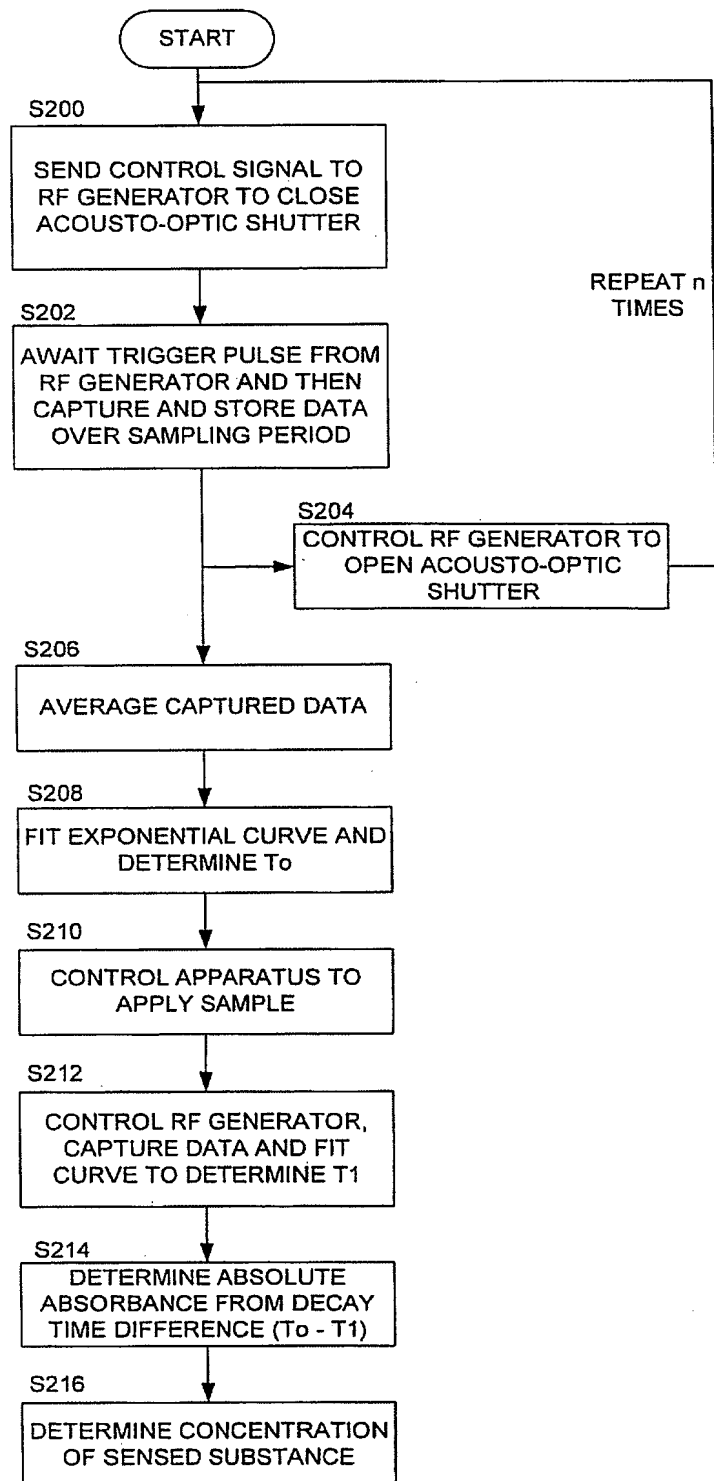 START
S200
SEND CONTROL SIGNAL TO
RF GENERATOR TO CLOSE
ACOUSTO-OPTIC SHUTTER
REPEAT n
TIMES
S202
AWAIT TRIGGER PULSE FROM
RF GENERATOR AND THEN
CAPTURE AND STORE DATA
OVER SAMPLING PERIOD
S204
CONTROL RF GENERATOR TO
OPEN ACOUSTO-OPTIC
SHUTTER
S206
AVERAGE CAPTURED DATA
S208
FIT EXPONENTIAL CURVE AND
DETERMINE To
S210
CONTROL APPARATUS TO
APPLY SAMPLE
S212
CONTROL RF GENERATOR,
CAPTURE DATA AND FIT
CURVE TO DETERMINE T1
S214
DETERMINE ABSOLUTE
ABSORBANCE FROM DECAY
TIME DIFFERENCE (To - T1)
S216
DETERMINE CONCENTRATION
OF SENSED SUBSTANCE